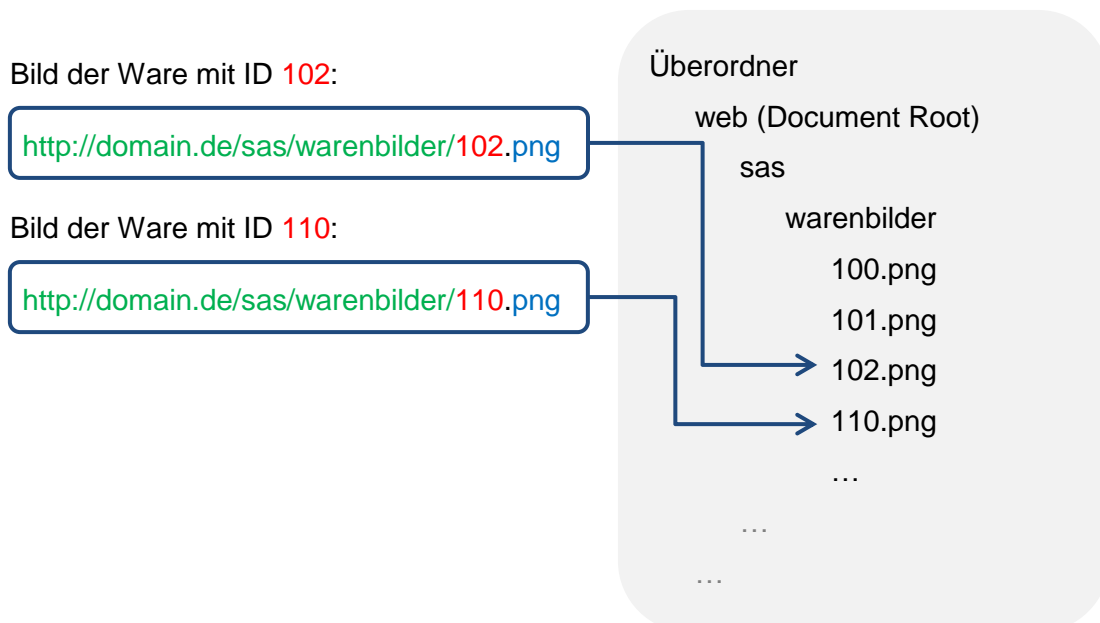 Bild der Ware mit ID 102:
http://domain.de/sas/warenbilder/102.png
Bild der Ware mit ID 110:
http://domain.de/sas/warenbilder/110.png
Überordner
web (Document Root)
sas
warenbilder
100.png
101.png
102.png
110.png
…
…
…